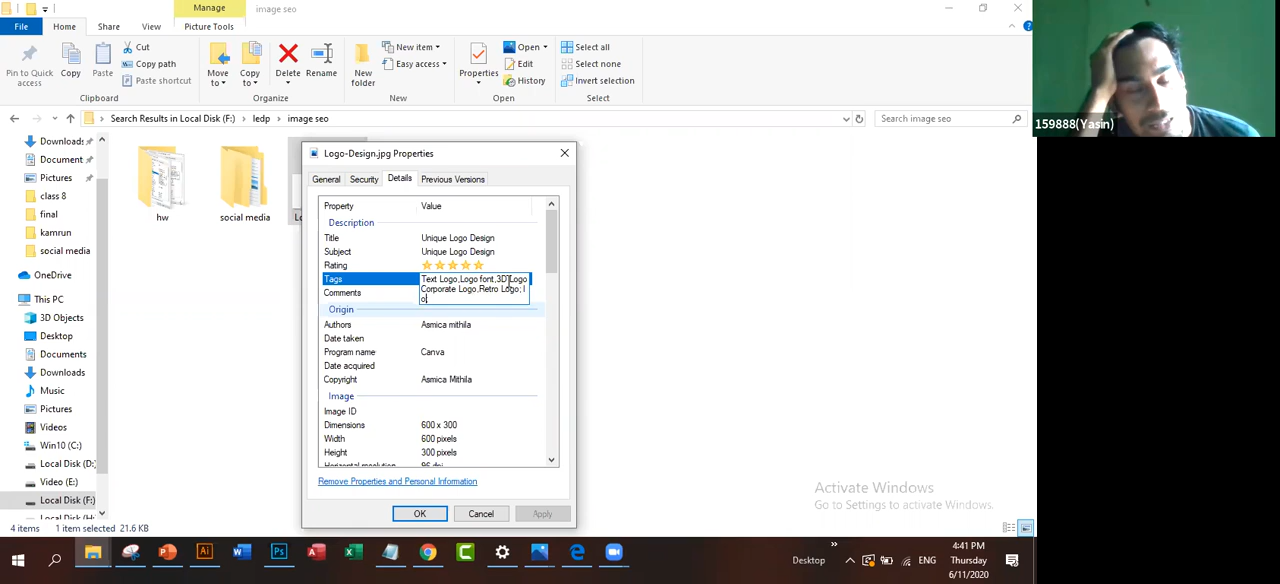 Manage
image seo
File
Home
Share
View
Picture Tools
Pin to Quick
access
Copy
Paste
Cut
Copy path
Paste shortcut
Clipboard
Move
to
Copy
to
Delete
Rename
Organize
New
folder
New item
Easy access
New
Properties
Open
Edit
History
Open
Select all
Select none
Invert selection
Select
159888(Yasin)
Search Results in Local Disk (F:)
ledp
image seo
Search image seo
Downloads
Document
Pictures
class 8
final
kamrun
social media
OneDrive
This PC
3D Objects
Desktop
Documents
Downloads
Music
Pictures
Videos
Win10 (C:)
Local Disk (D:)
Video (E:)
Local Disk (F:)
hw
social media
Logo-Design.jpg Properties
General
Security
Details
Previous Versions
Property Value
Description
Title Unique Logo Design
Subject Unique Logo Design
Rating
Tags Text Logo,Logo font,3D Logo
Corporate Logo,Retro Logo; l
o
Comments
Origin
Authors Asmica mithila
Date taken
Program name Canva
Date acquired
Copyright Asmica Mithila
Image
Image ID
Dimensions 600 x 300
Width 600 pixels
Height 300 pixels
Horizontal resolution 96 dpi
Remove Properties and Personal Information
OK
Cancel
Apply
Activate Windows
Go to Settings to activate Windows.
4 items 1 item selected 21.6 KB
Desktop
ENG
4:41 PM
Thursday
6/11/2020